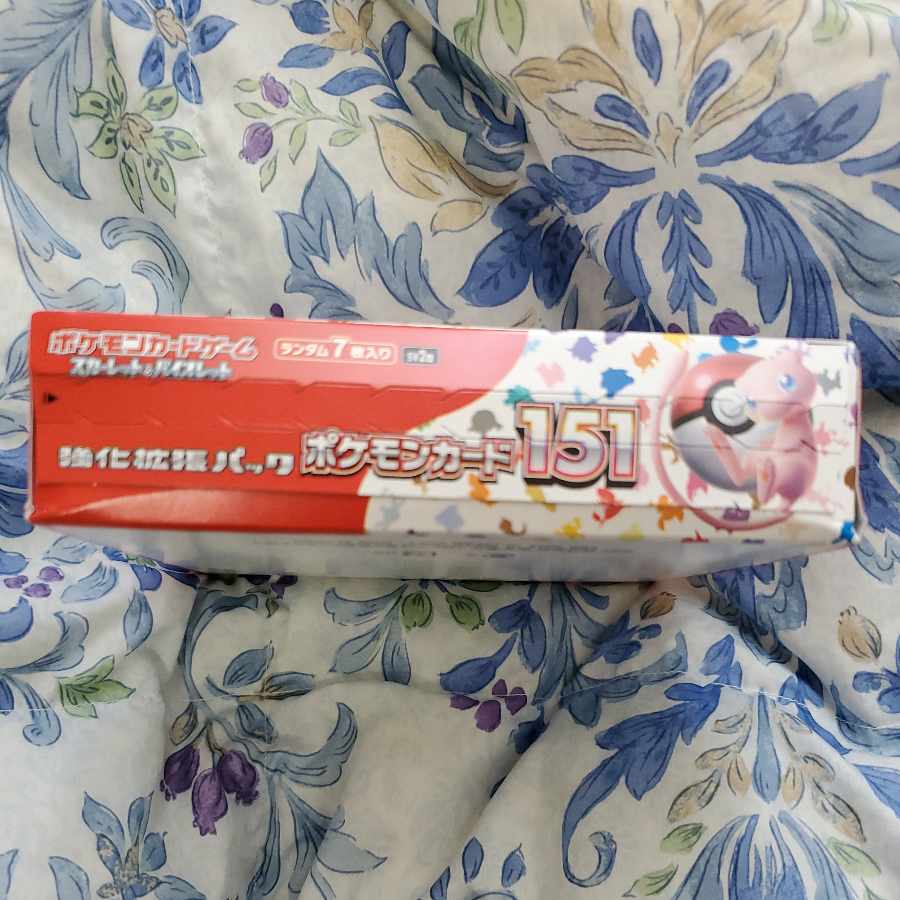 ポケモンカードゲーム
スカーレット&バイオレット
ランダム7枚入り
sv2a
強化拡張パック ポケモンカード151